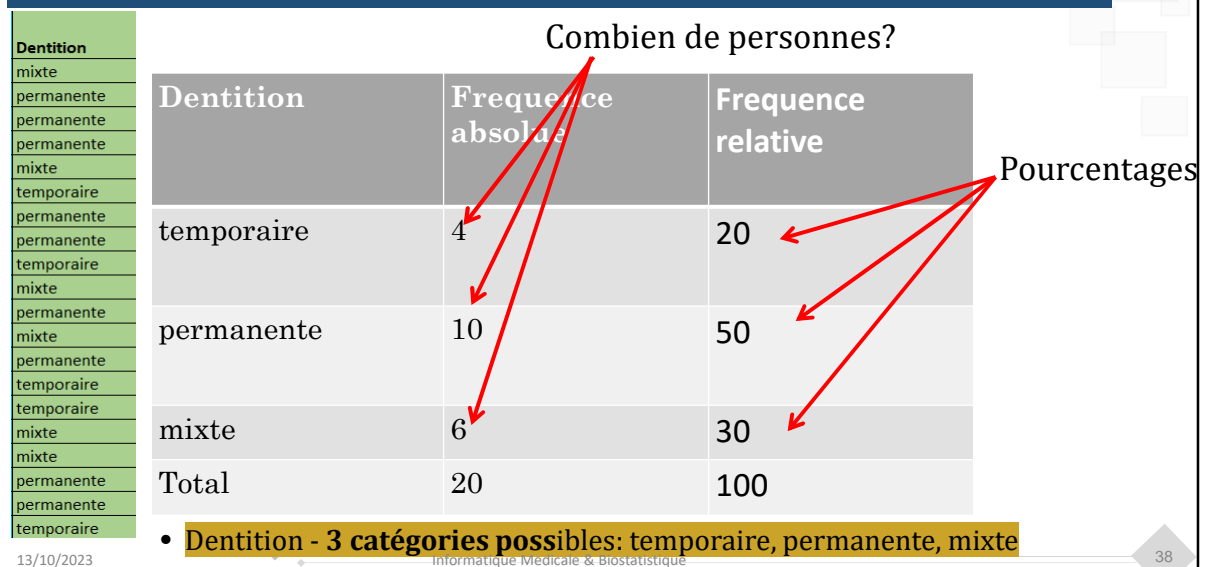 Dentition
mixte
permanente
permanente
permanente
mixte
temporaire
permanente
permanente
temporaire
mixte
permanente
mixte
permanente
temporaire
temporaire
mixte
mixte
permanente
permanente
temporaire
Combien de personnes?
Dentition Frequence absolue Frequence relative
temporaire 4 20
permanente 10 50
mixte 6 30
Total 20 100
Pourcentages
• Dentition - 3 catégories possibles: temporaire, permanente, mixte
13/10/2023 Informatique Medicale & Biostatistique 38